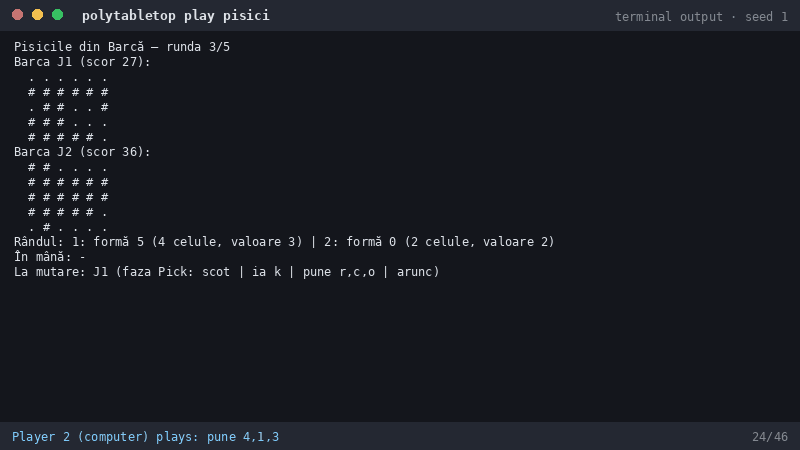 polytabletop play pisici
terminal output · seed 1
Pisicile din Barcă — runda 3/5
Barca J1 (scor 27):
. . . . . .
# # # # # #
. # # . . #
# # # . . .
# # # # # .
Barca J2 (scor 36):
# # . . . .
# # # # # #
# # # # # #
# # # # # .
. # . . . .
Rândul: 1: formă 5 (4 celule, valoare 3) | 2: formă 0 (2 celule, valoare 2)
În mână: -
La mutare: J1 (faza Pick: scot | ia k | pune r,c,o | arunc)
Player 2 (computer) plays: pune 4,1,3
24/46